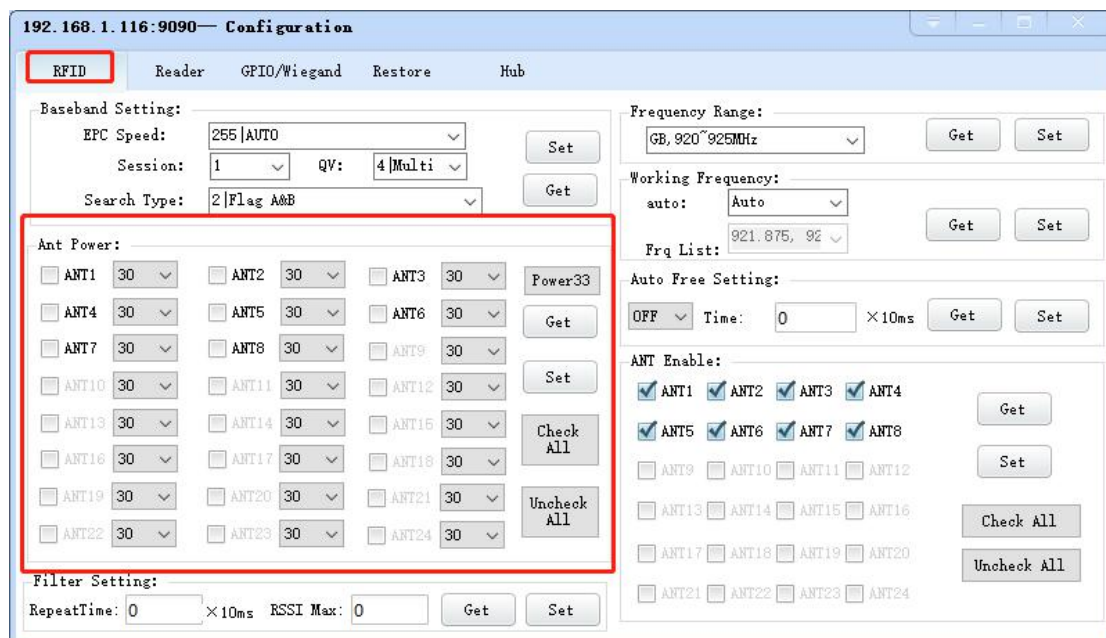 192.168.1.116:9090— Configuration
RFID Reader GPIO/Wiegand Restore Hub
Baseband Setting:
EPC Speed: 255|AUTO
Session: 1 QV: 4|Multi
Search Type: 2|Flag A&B
Set
Get
Ant Power:
ANT1 30 ANT2 30 ANT3 30 Power33
ANT4 30 ANT5 30 ANT6 30 Get
ANT7 30 ANT8 30 ANT9 30
ANT10 30 ANT11 30 ANT12 30 Set
ANT13 30 ANT14 30 ANT15 30 Check
All
ANT16 30 ANT17 30 ANT18 30
ANT19 30 ANT20 30 ANT21 30 Uncheck
All
ANT22 30 ANT23 30 ANT24 30
Filter Setting:
RepeatTime: 0 ×10ms RSSI Max: 0 Get Set
Frequency Range:
GB,920~925MHz Get Set
Working Frequency:
auto: Auto
Get Set
Frq List: 921.875, 92
Auto Free Setting:
OFF Time: 0 ×10ms Get Set
ANT Enable:
ANT1 ANT2 ANT3 ANT4
Get
ANT5 ANT6 ANT7 ANT8
ANT9 ANT10 ANT11 ANT12
Set
ANT13 ANT14 ANT15 ANT16
Check All
ANT17 ANT18 ANT19 ANT20
Uncheck All
ANT21 ANT22 ANT23 ANT24